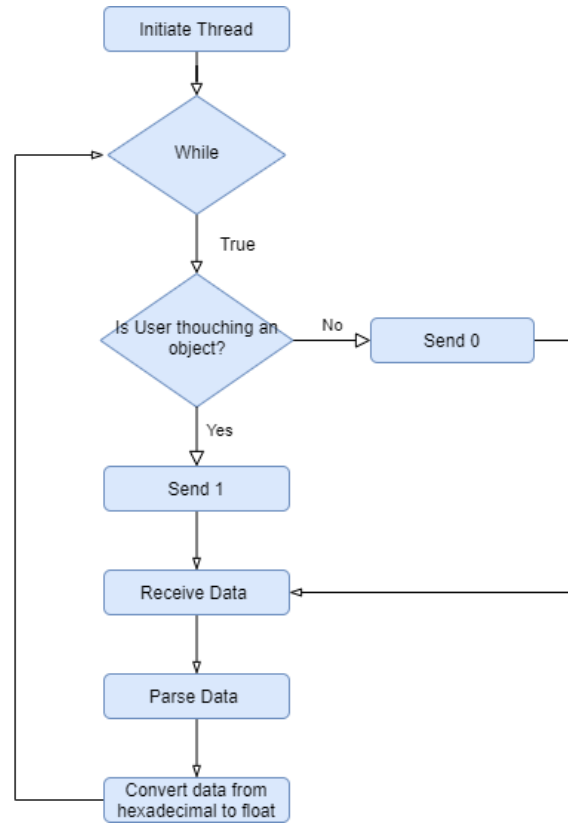 Initiate Thread
While
True
Is User thouching an
object?
No
Send 0
Yes
Send 1
Receive Data
Parse Data
Convert data from
hexadecimal to float